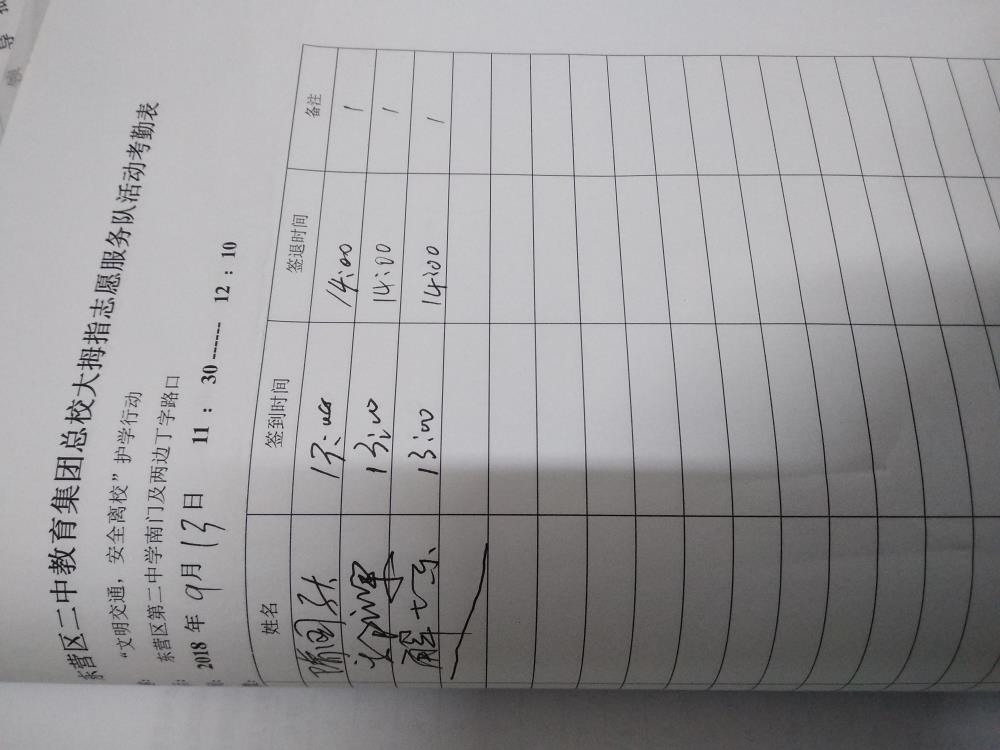 东营区二中教育集团总校大拇指志愿服务队活动考勤表
“文明交通，安全离校”护学行动
东营区第二中学南门及两边丁字路口
2018 年 9月 13日 11 : 30 ------ 12 : 10
姓名 签到时间 签退时间 备注
13:00 14:00 1
13:00 14:00 1
13:00 14:00 1